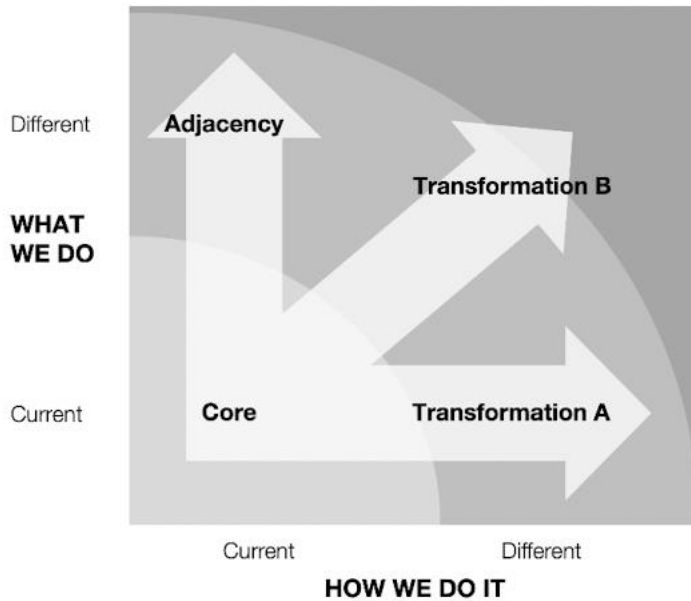 Different
Adjacency
Transformation B
WHAT
WE DO
Current
Core
Transformation A
Current
Different
HOW WE DO IT